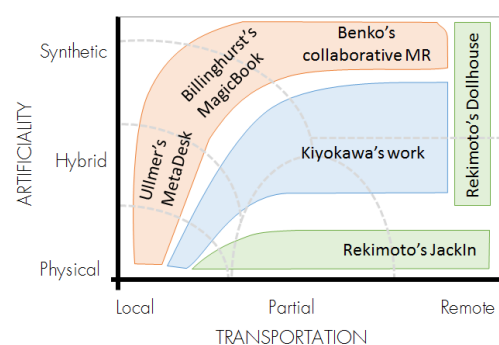 Synthetic
Hybrid
Physical
ARTIFICIALITY
Ullmer's
MetaDesk
Billinghurst's
MagicBook
Benko's
collaborative MR
Kiyokawa's work
Rekimoto's JackIn
Rekimoto's Dollhouse
Local
Partial
Remote
TRANSPORTATION